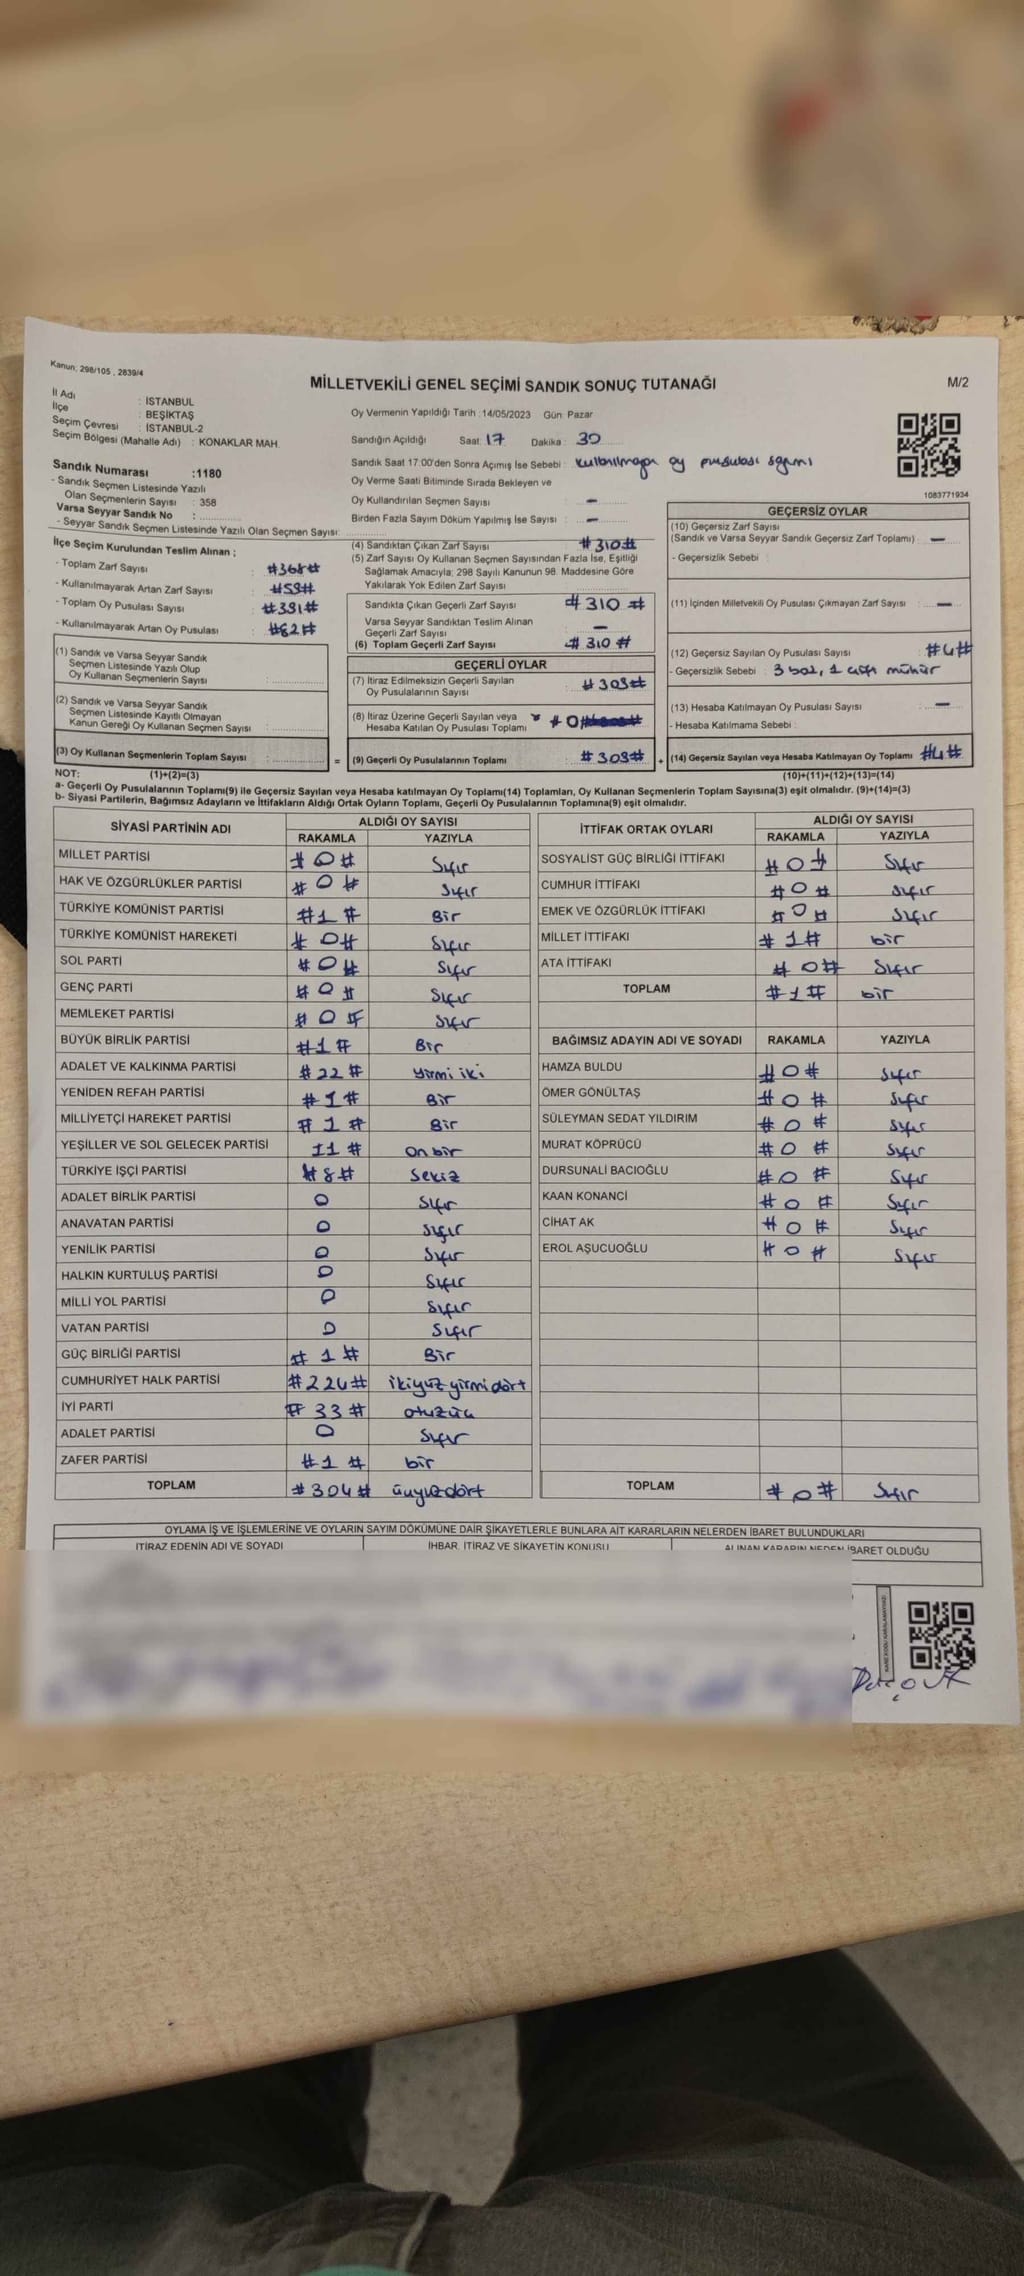 Kanun: 298/105 , 2839/4
MİLLETVEKİLİ GENEL SEÇİMİ SANDIK SONUÇ TUTANAĞI
M/2
İl Adı : İSTANBUL
İlçe : BEŞİKTAŞ
Seçim Çevresi : İSTANBUL-2
Seçim Bölgesi (Mahalle Adı) : KONAKLAR MAH.
Sandık Numarası :1180
- Sandık Seçmen Listesinde Yazılı
Olan Seçmenlerin Sayısı : 358
Varsa Seyyar Sandık No :
- Seyyar Sandık Seçmen Listesinde Yazılı Olan Seçmen Sayısı:
Oy Vermenin Yapıldığı Tarih :14/05/2023 Gün: Pazar
Sandığın Açıldığı Saat: 17 Dakika : 30
Sandık Saat 17.00'den Sonra Açımış İse Sebebi : kullanılmayan oy pusulası sayımı
Oy Verme Saati Bitiminde Sırada Bekleyen ve
Oy Kullandırılan Seçmen Sayısı : -
Birden Fazla Sayım Döküm Yapılmış İse Sayısı : -
1083771934
İlçe Seçim Kurulundan Teslim Alınan ;
- Toplam Zarf Sayısı : #368#
- Kullanılmayarak Artan Zarf Sayısı :
- Toplam Oy Pusulası Sayısı :
- Kullanılmayarak Artan Oy Pusulası : #82#
(1) Sandık ve Varsa Seyyar Sandık
Seçmen Listesinde Yazılı Olup
Oy Kullanan Seçmenlerin Sayısı :
(2) Sandık ve Varsa Seyyar Sandık
Seçmen Listesinde Kayıtlı Olmayan
Kanun Gereği Oy Kullanan Seçmen Sayısı :
(3) Oy Kullanan Seçmenlerin Toplam Sayısı :
(4) Sandıktan Çıkan Zarf Sayısı : #310#
(5) Zarf Sayısı Oy Kullanan Seçmen Sayısından Fazla İse, Eşitliği
Sağlamak Amacıyla; 298 Sayılı Kanunun 98. Maddesine Göre
Yakılarak Yok Edilen Zarf Sayısı :
Sandıkta Çıkan Geçerli Zarf Sayısı : #310#
Varsa Seyyar Sandıktan Teslim Alınan
Geçerli Zarf Sayısı : -
(6) Toplam Geçerli Zarf Sayısı : #310#
GEÇERLİ OYLAR
(7) İtiraz Edilmeksizin Geçerli Sayılan
Oy Pusulalarının Sayısı :
(8) İtiraz Üzerine Geçerli Sayılan veya
Hesaba Katılan Oy Pusulası Toplamı : #0#
= (9) Geçerli Oy Pusulalarının Toplamı :
GEÇERSİZ OYLAR
(10) Geçersiz Zarf Sayısı
(Sandık ve Varsa Seyyar Sandık Geçersiz Zarf Toplamı) : -
- Geçersizlik Sebebi :
(11) İçinden Milletvekili Oy Pusulası Çıkmayan Zarf Sayısı : -
(12) Geçersiz Sayılan Oy Pusulası Sayısı : #4#
- Geçersizlik Sebebi : 3 boş, 1 çift mühür
(13) Hesaba Katılmayan Oy Pusulası Sayısı : -
- Hesaba Katılmama Sebebi :
+ (14) Geçersiz Sayılan veya Hesaba Katılmayan Oy Toplamı #4#
NOT: (1)+(2)=(3) (10)+(11)+(12)+(13)=(14)
a- Geçerli Oy Pusulalarının Toplamı(9) ile Geçersiz Sayılan veya Hesaba katılmayan Oy Toplamı(14) Toplamları, Oy Kullanan Seçmenlerin Toplam Sayısına(3) eşit olmalıdır. (9)+(14)=(3)
b- Siyasi Partilerin, Bağımsız Adayların ve İttifakların Aldığı Ortak Oyların Toplamı, Geçerli Oy Pusulalarının Toplamına(9) eşit olmalıdır.
SİYASİ PARTİNİN ADI ALDIĞI OY SAYISI
RAKAMLA YAZIYLA
MİLLET PARTİSİ #0# Sıfır
HAK VE ÖZGÜRLÜKLER PARTİSİ #0# Sıfır
TÜRKİYE KOMÜNİST PARTİSİ #1# Bir
TÜRKİYE KOMÜNİST HAREKETİ #0# Sıfır
SOL PARTİ #0# Sıfır
GENÇ PARTİ #0# Sıfır
MEMLEKET PARTİSİ #0# Sıfır
BÜYÜK BİRLİK PARTİSİ #1# Bir
ADALET VE KALKINMA PARTİSİ #22# yirmi iki
YENİDEN REFAH PARTİSİ #1# Bir
MİLLİYETÇİ HAREKET PARTİSİ #1# Bir
YEŞİLLER VE SOL GELECEK PARTİSİ 11# on bir
TÜRKİYE İŞÇİ PARTİSİ #8# Sekiz
ADALET BİRLİK PARTİSİ 0 Sıfır
ANAVATAN PARTİSİ 0 Sıfır
YENİLİK PARTİSİ 0 Sıfır
HALKIN KURTULUŞ PARTİSİ 0 Sıfır
MİLLİ YOL PARTİSİ 0 Sıfır
VATAN PARTİSİ 0 Sıfır
GÜÇ BİRLİĞİ PARTİSİ #1# Bir
CUMHURİYET HALK PARTİSİ #224# ikiyüz yirmi dört
İYİ PARTİ #33# otuzüç
ADALET PARTİSİ 0 Sıfır
ZAFER PARTİSİ #1# bir
TOPLAM #304# üçyüzdört
İTTİFAK ORTAK OYLARI ALDIĞI OY SAYISI
RAKAMLA YAZIYLA
SOSYALİST GÜÇ BİRLİĞİ İTTİFAKI #0# Sıfır
CUMHUR İTTİFAKI #0# Sıfır
EMEK VE ÖZGÜRLÜK İTTİFAKI #0# Sıfır
MİLLET İTTİFAKI #1# bir
ATA İTTİFAKI #0# Sıfır
TOPLAM #1# bir
BAĞIMSIZ ADAYIN ADI VE SOYADI RAKAMLA YAZIYLA
HAMZA BULDU #0# Sıfır
ÖMER GÖNÜLTAŞ #0# Sıfır
SÜLEYMAN SEDAT YILDIRIM #0# Sıfır
MURAT KÖPRÜCÜ #0# Sıfır
DURSUNALİ BACIOĞLU #0# Sıfır
KAAN KONANCİ #0# Sıfır
CİHAT AK #0# Sıfır
EROL AŞUCUOĞLU #0# Sıfır
TOPLAM #0# Sıfır
OYLAMA İŞ VE İŞLEMLERİNE VE OYLARIN SAYIM DÖKÜMÜNE DAİR ŞİKAYETLERLE BUNLARA AİT KARARLARIN NELERDEN İBARET BULUNDUKLARI
İTİRAZ EDENİN ADI VE SOYADI İHBAR, İTİRAZ VE ŞİKAYETİN KONUSU ALINAN KARARIN NEDEN İBARET OLDUĞU